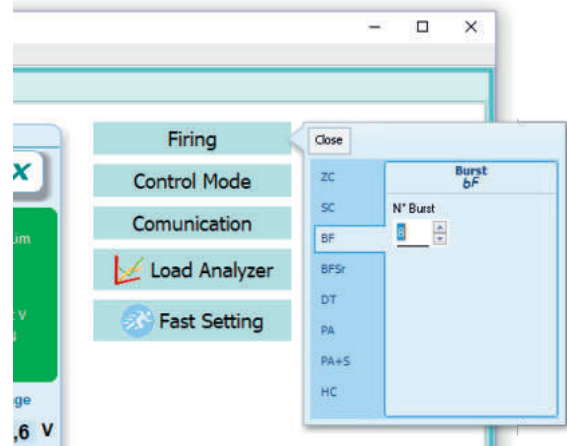 Firing
Control Mode
Comunication
Load Analyzer
Fast Setting
Close
ZC
SC
BF
BFSr
DT
PA
PA+S
HC
Burst
bF
N° Burst
8
x
im
V
ge
,6 V